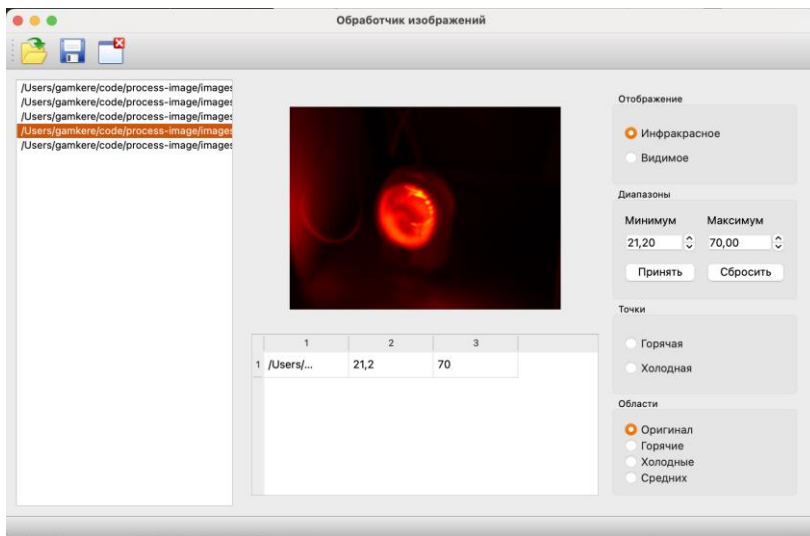 Обработчик изображений
/Users/gamkere/code/process-image/images
/Users/gamkere/code/process-image/images
/Users/gamkere/code/process-image/images
/Users/gamkere/code/process-image/images
/Users/gamkere/code/process-image/images
1 2 3
1 /Users/... 21,2 70
Отображение
Инфракрасное
Видимое
Диапазоны
Минимум Максимум
21,20 70,00
Принять Сбросить
Точки
Горячая
Холодная
Области
Оригинал
Горячие
Холодные
Средних